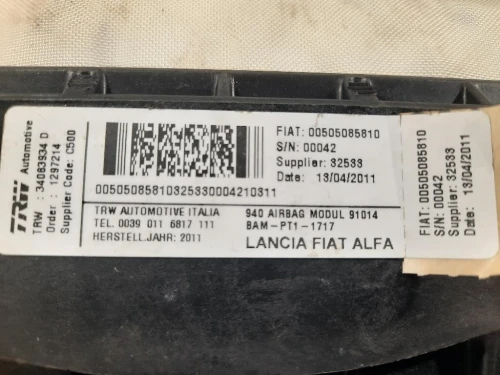 TRW Automotive
TRW : 34083934 D
Order : 1297214
Supplier Code: C500
FIAT: 00505085810
S/N: 00042
Supplier: 32533
Date: 13/04/2011
00505085810325330004210311
TRW AUTOMOTIVE ITALIA
TEL. 0039 011 6817 111
HERSTELL.JAHR: 2011
940 AIRBAG MODUL 91014
BAM-PT1-1717
LANCIA FIAT ALFA
FIAT: 00505085810
S/N: 00042
Supplier: 32533
Date: 13/04/2011